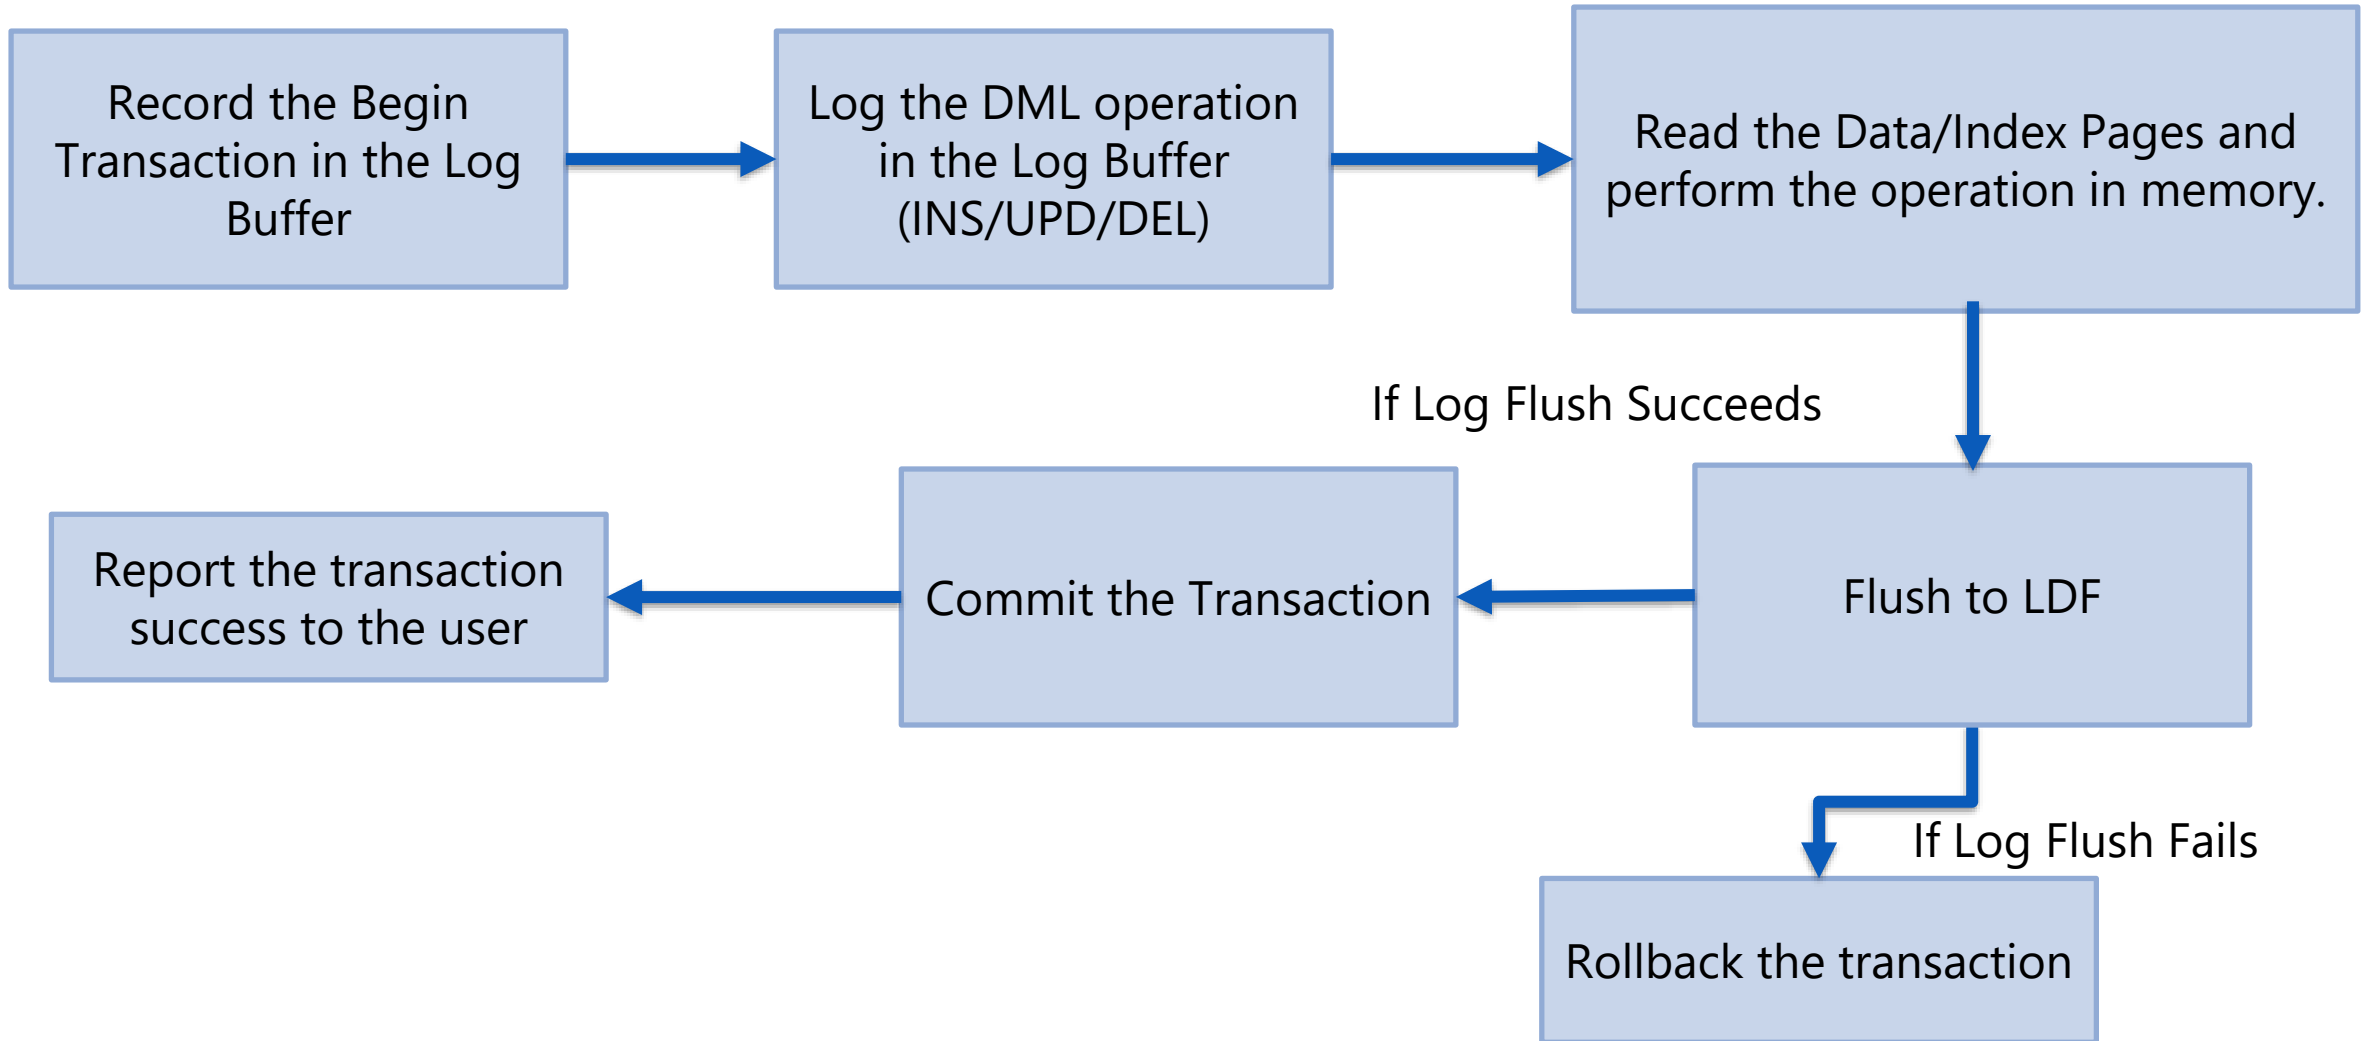 Record the Begin
Transaction in the Log
Buffer
Log the DML operation
in the Log Buffer
(INS/UPD/DEL)
Read the Data/Index Pages and
perform the operation in memory.
If Log Flush Succeeds
Report the transaction
success to the user
Commit the Transaction
Flush to LDF
If Log Flush Fails
Rollback the transaction